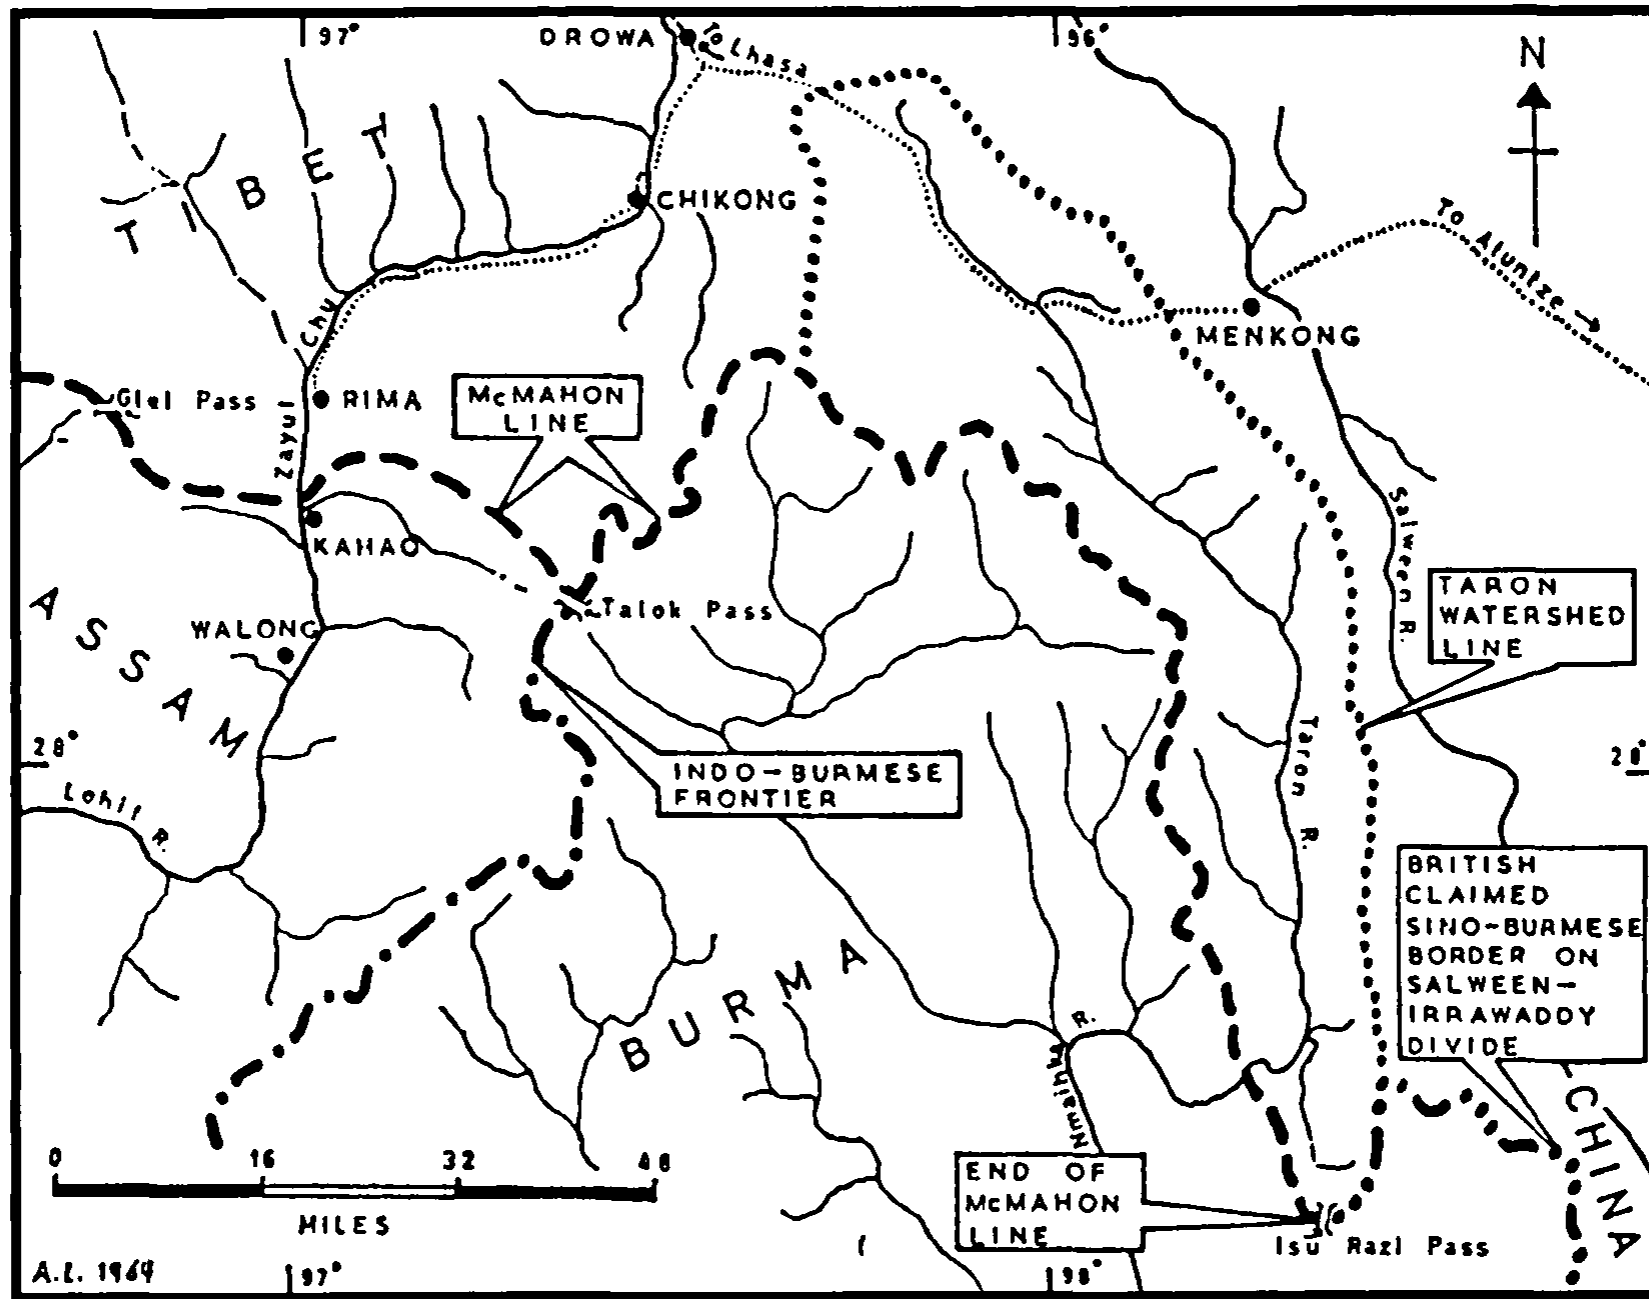 97°
DROWA
To Lhasa
96°
N
TIBET
CHIKONG
To Aluntze
MENKONG
Chu
Glei Pass
RIMA
McMAHON
LINE
Zayul
Salween R.
KAHAO
TARON
WATERSHED
LINE
Talok Pass
ASSAM
WALONG
28°
Taron R.
28°
INDO-BURMESE
FRONTIER
Lohit R.
BRITISH
CLAIMED
SINO-BURMESE
BORDER ON
SALWEEN-
IRRAWADDY
DIVIDE
BURMA
R.
Nmaihka
CHINA
0 16 32 48
MILES
END OF
McMAHON
LINE
Isu Razi Pass
A.L. 1964
97°
98°